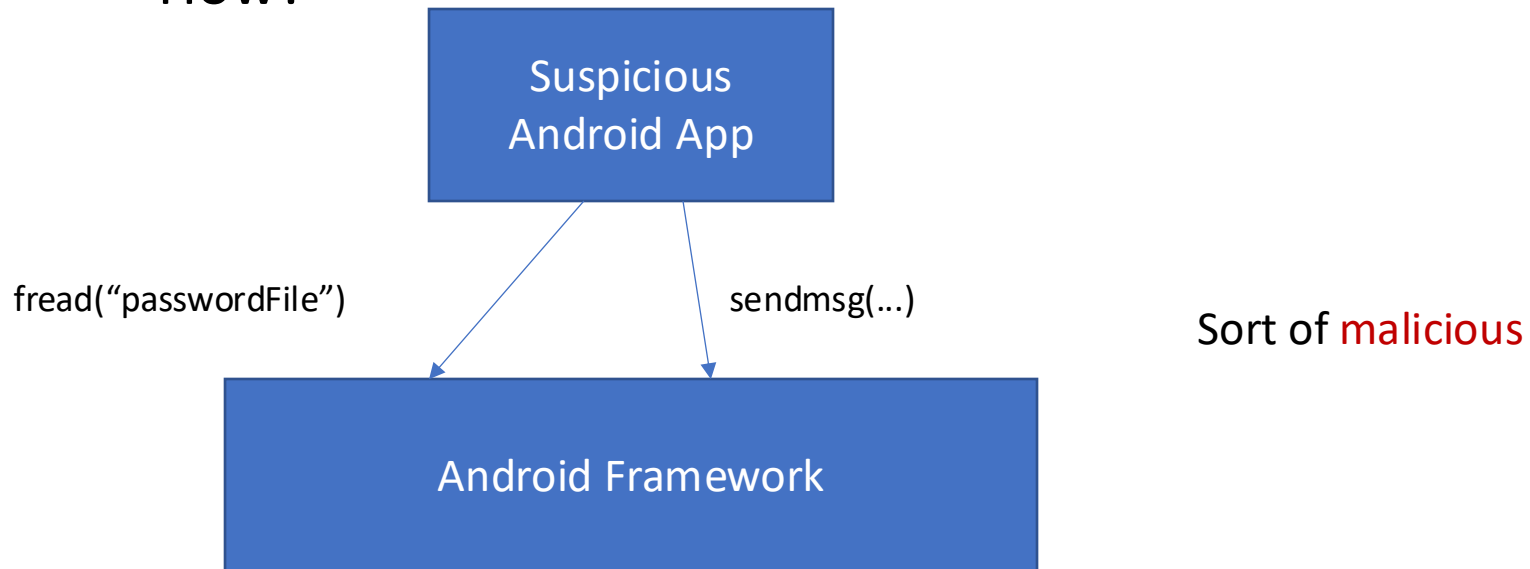 Suspicious
Android App
fread(“passwordFile”)
sendmsg(...)
Sort of malicious
Android Framework